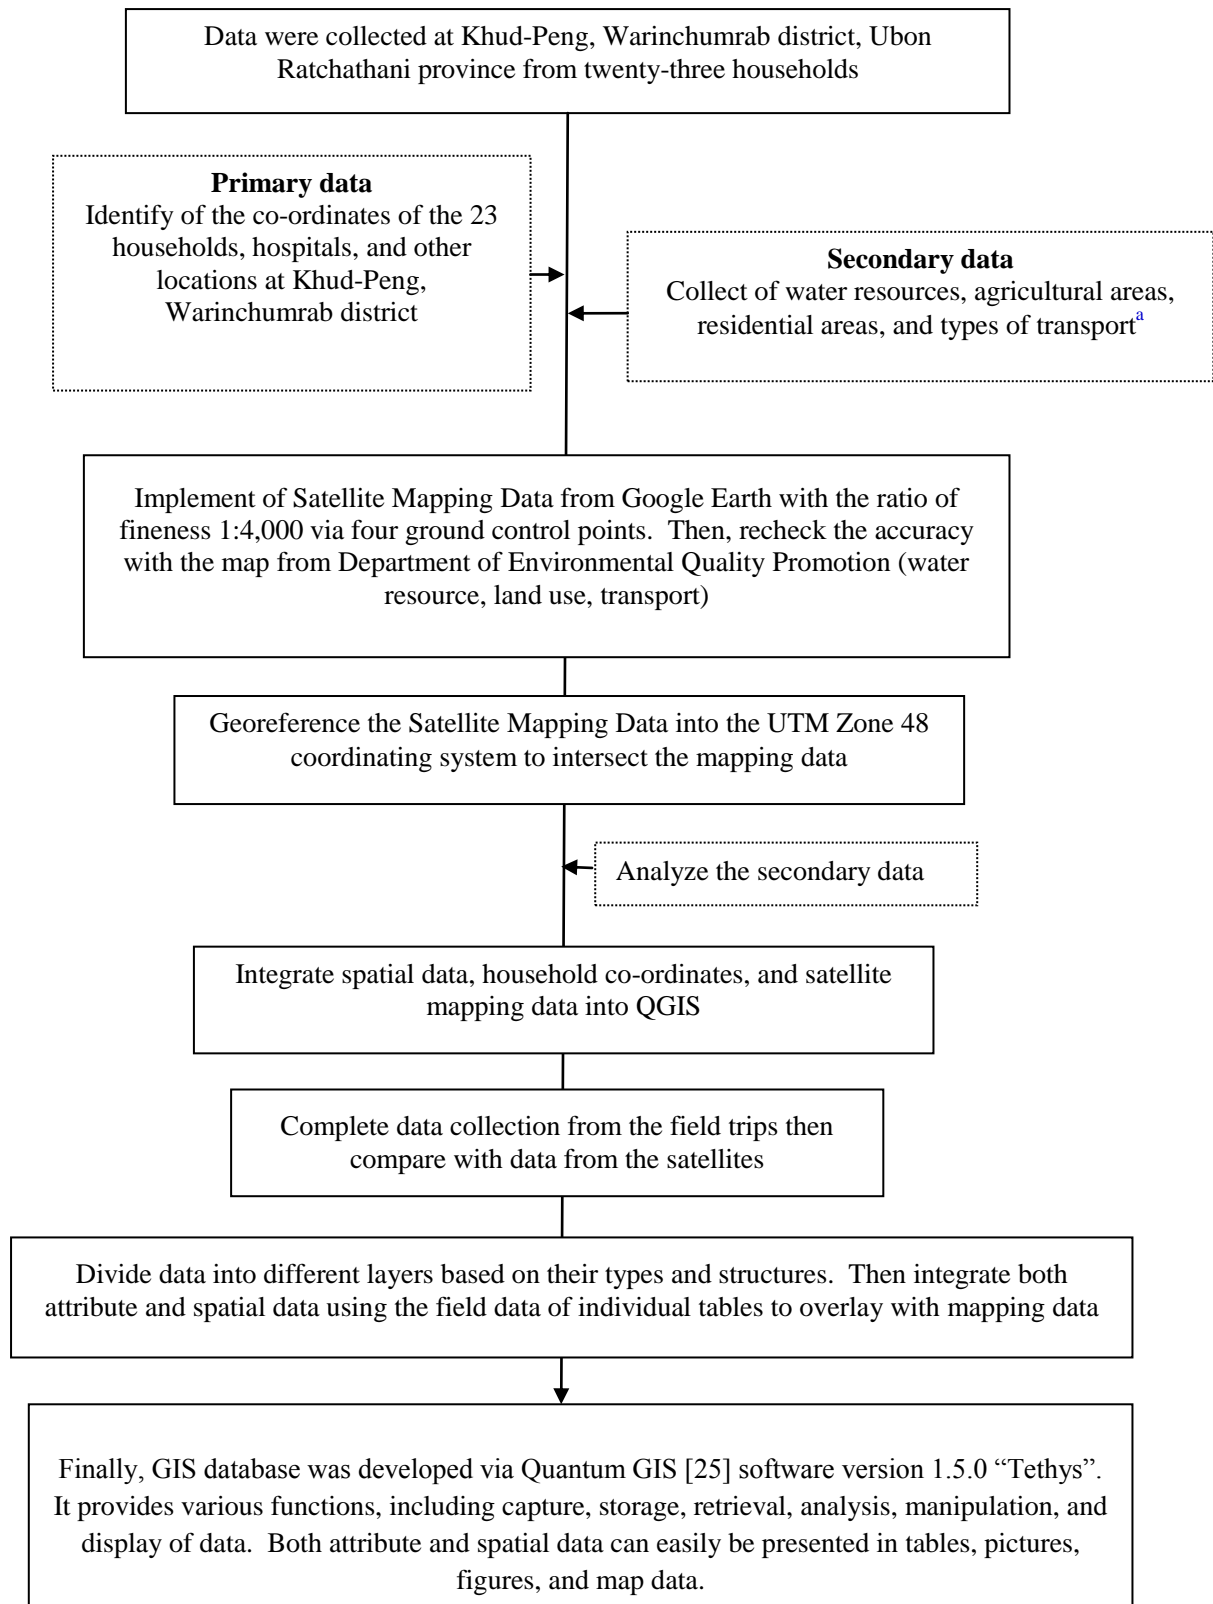 Data were collected at Khud-Peng, Warinchumrab district, Ubon
Ratchathani province from twenty-three households
Primary data
Identify of the co-ordinates of the 23
households, hospitals, and other
locations at Khud-Peng,
Warinchumrab district
Secondary data
Collect of water resources, agricultural areas,
residential areas, and types of transporta
Implement of Satellite Mapping Data from Google Earth with the ratio of
fineness 1:4,000 via four ground control points.  Then, recheck the accuracy
with the map from Department of Environmental Quality Promotion (water
resource, land use, transport)
Georeference the Satellite Mapping Data into the UTM Zone 48
coordinating system to intersect the mapping data
Analyze the secondary data
Integrate spatial data, household co-ordinates, and satellite
mapping data into QGIS
Complete data collection from the field trips then
compare with data from the satellites
Divide data into different layers based on their types and structures.  Then integrate both
attribute and spatial data using the field data of individual tables to overlay with mapping data
Finally, GIS database was developed via Quantum GIS [25] software version 1.5.0 “Tethys”.
It provides various functions, including capture, storage, retrieval, analysis, manipulation, and
display of data.  Both attribute and spatial data can easily be presented in tables, pictures,
figures, and map data.